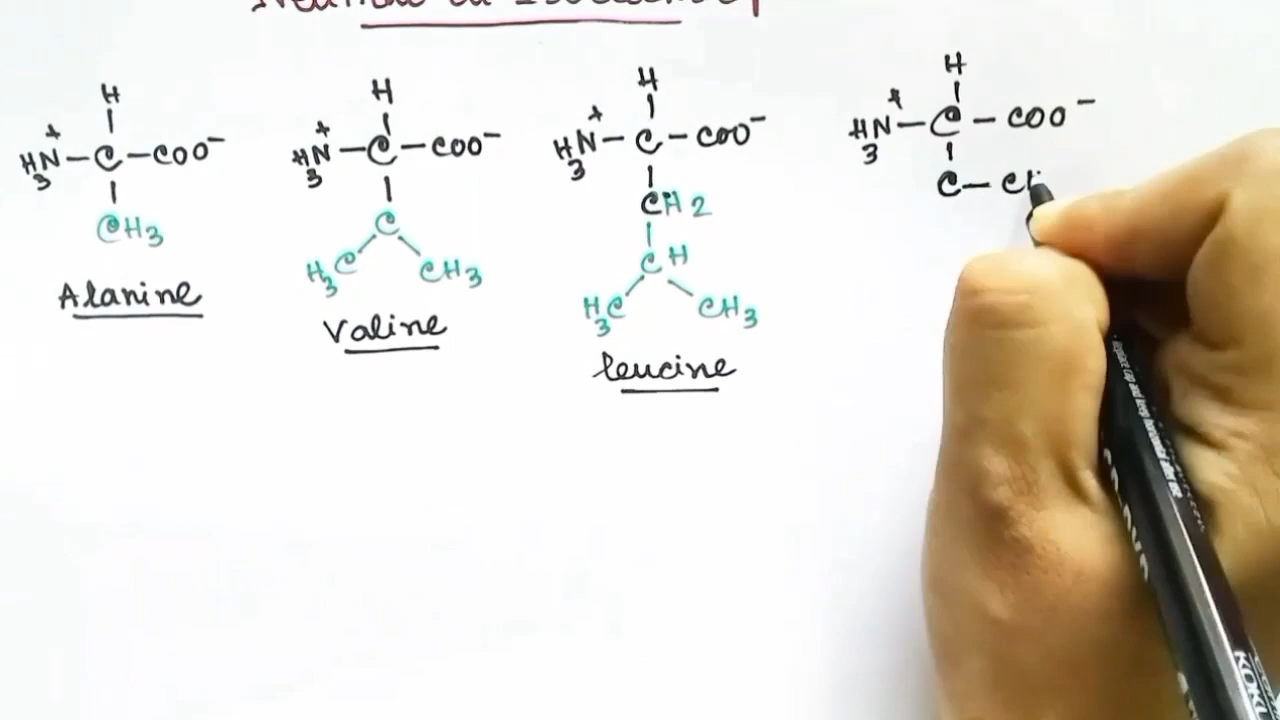 H H H H
H3N+ – C – COO− H3N+ – C – COO− H3N+ – C – COO− H3N+ – C – COO−
CH3 C CH2 C – C
H3C CH3 CH
H3C CH3
Alanine Valine leucine